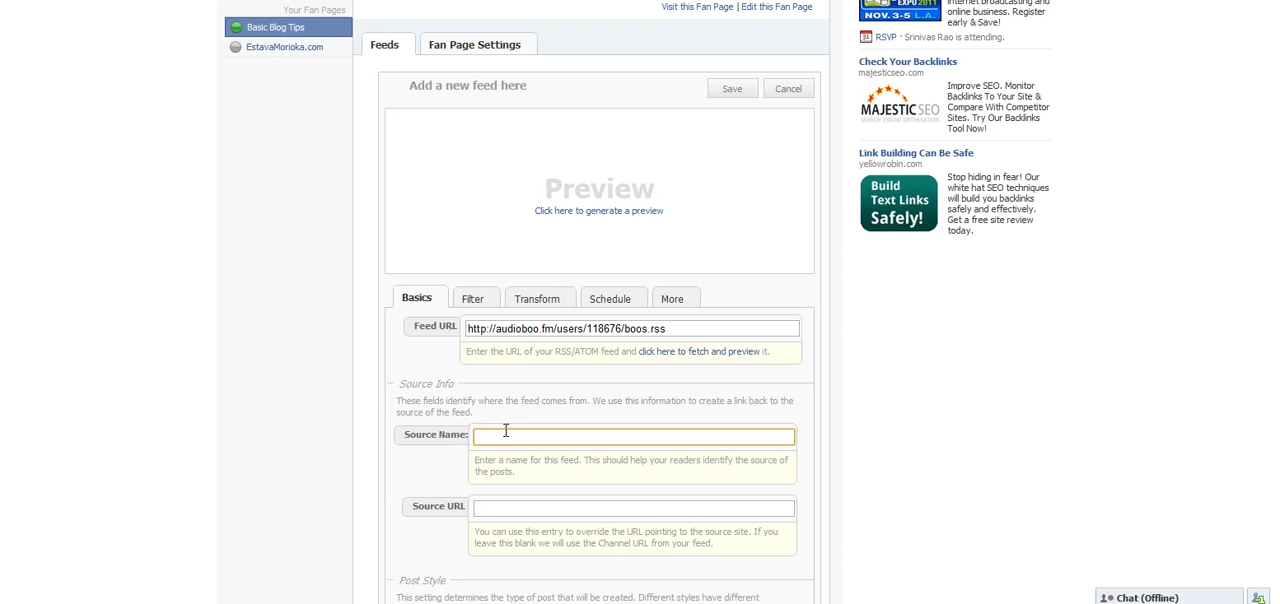 Your Fan Pages
Basic Blog Tips
EstavaMorioka.com
Visit this Fan Page | Edit this Fan Page
Feeds
Fan Page Settings
Add a new feed here
Save
Cancel
Preview
Click here to generate a preview
Basics
Filter
Transform
Schedule
More
Feed URL
http://audioboo.fm/users/118676/boos.rss
Enter the URL of your RSS/ATOM feed and click here to fetch and preview it.
Source Info
These fields identify where the feed comes from. We use this information to create a link back to the
source of the feed.
Source Name:
Enter a name for this feed. This should help your readers identify the source of
the posts.
Source URL
You can use this entry to override the URL pointing to the source site. If you
leave this blank we will use the Channel URL from your feed.
Post Style
This setting determines the type of post that will be created. Different styles have different
EXPO 2011
NOV. 3-5 L.A.
Internet broadcasting and
online business. Register
early & Save!
31 RSVP · Srinivas Rao is attending.
Check Your Backlinks
majesticseo.com
MAJESTIC SEO
SEARCH ENGINE OPTIMISATION
Improve SEO. Monitor
Backlinks To Your Site &
Compare With Competitor
Sites. Try Our Backlinks
Tool Now!
Link Building Can Be Safe
yellowrobin.com
Build
Text Links
Safely!
Stop hiding in fear! Our
white hat SEO techniques
will build you backlinks
safely and effectively.
Get a free site review
today.
Chat (Offline)